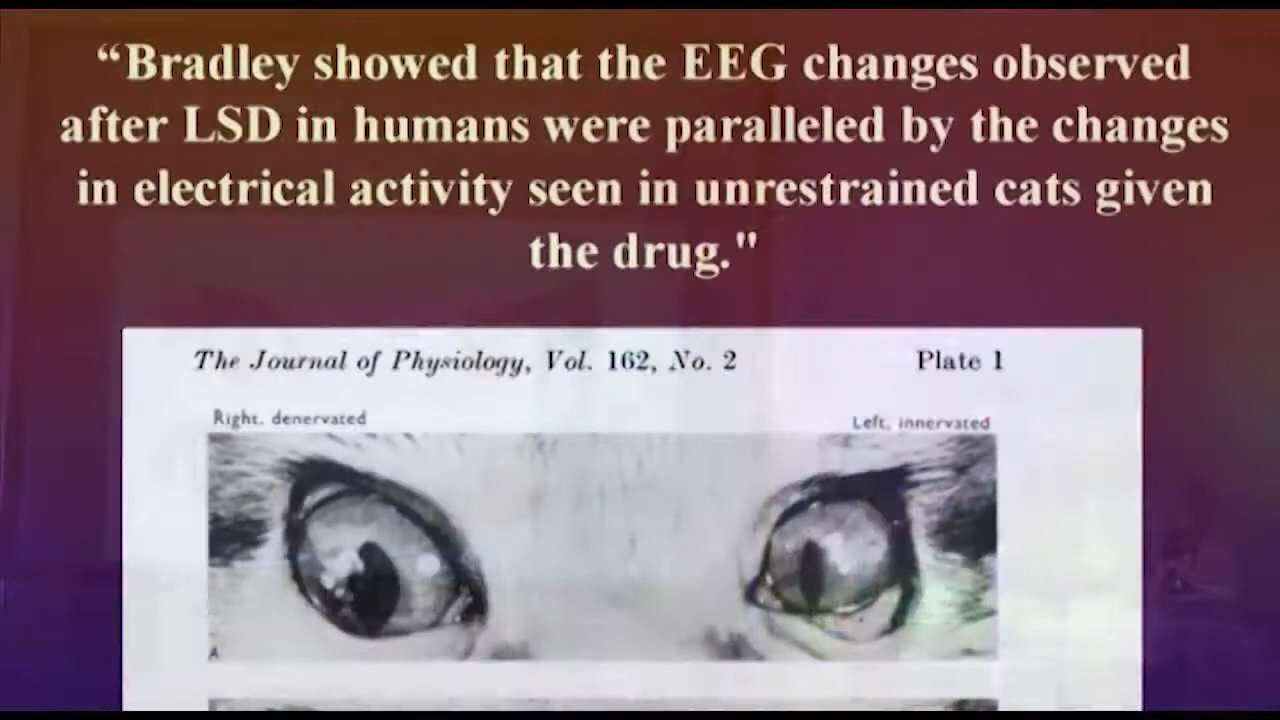 “Bradley showed that the EEG changes observed
after LSD in humans were paralleled by the changes
in electrical activity seen in unrestrained cats given
the drug."
The Journal of Physiology, Vol. 162, No. 2 Plate 1
Right. denervated Left. innervated
A